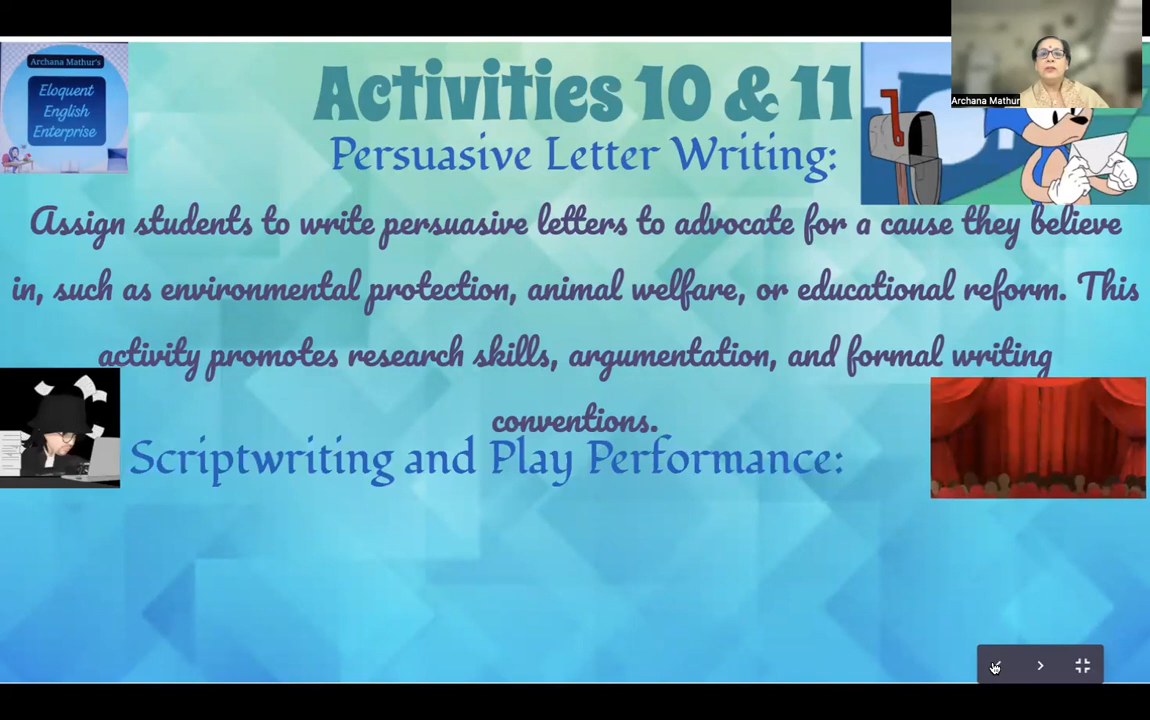 Archana Mathur's
Eloquent
English
Enterprise
Activities 10 & 11
Archana Mathur
Persuasive Letter Writing:
Assign students to write persuasive letters to advocate for a cause they believe
in, such as environmental protection, animal welfare, or educational reform. This
activity promotes research skills, argumentation, and formal writing
conventions.
Scriptwriting and Play Performance: